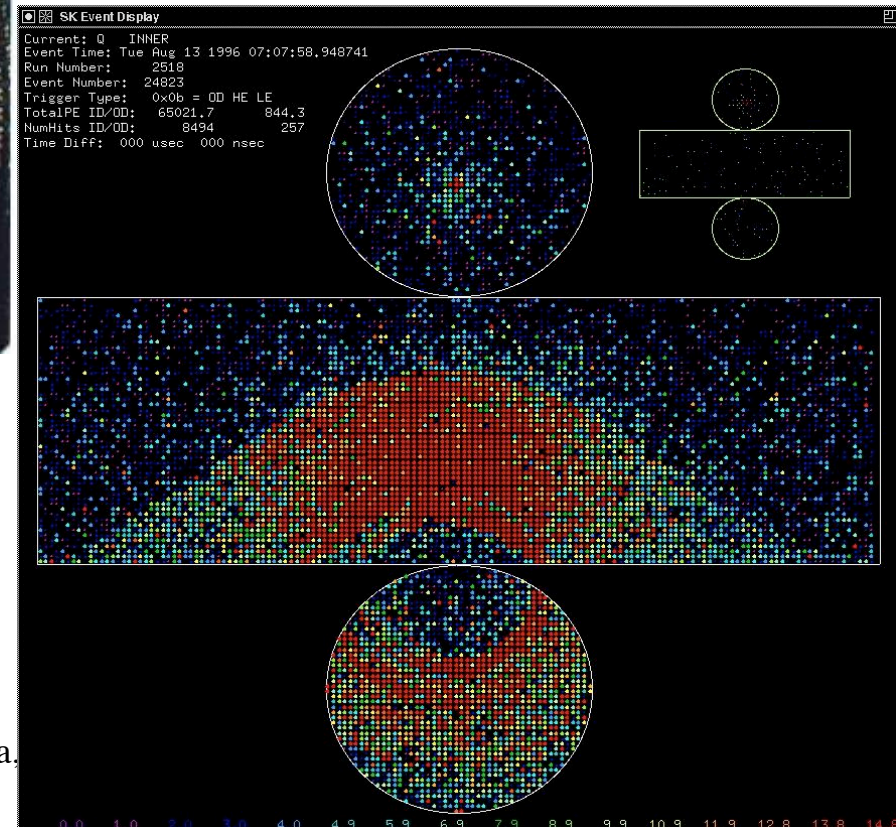 SK Event Display
Current: Q INNER
Event Time: Tue Aug 13 1996 07:07:58.948741
Run Number: 2518
Event Number: 24823
Trigger Type: 0x0b = OD HE LE
TotalPE ID/OD: 65021.7 844.3
NumHits ID/OD: 8494 257
Time Diff: 000 usec 000 nsec
a,
0.0 1.0 2.0 3.0 4.0 4.9 5.9 6.9 7.9 8.9 9.9 10.9 11.9 12.8 13.8